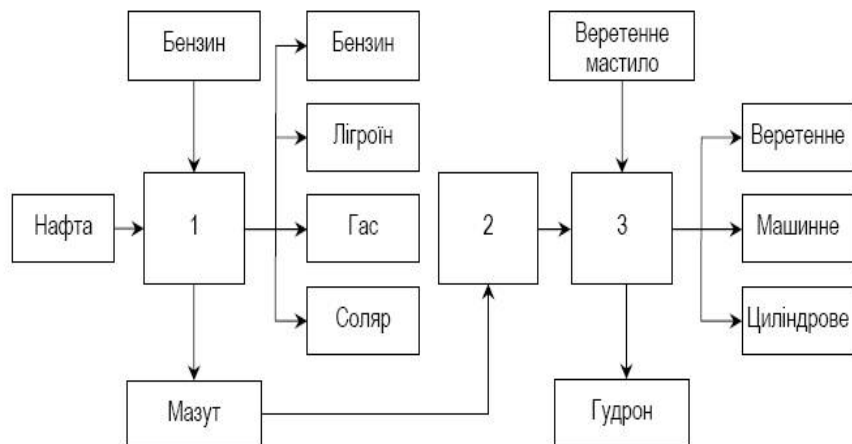 Бензин
Бензин
Веретенне
мастило
Лігроїн
Веретенне
Нафта
1
Гас
2
3
Машинне
Соляр
Циліндрове
Мазут
Гудрон